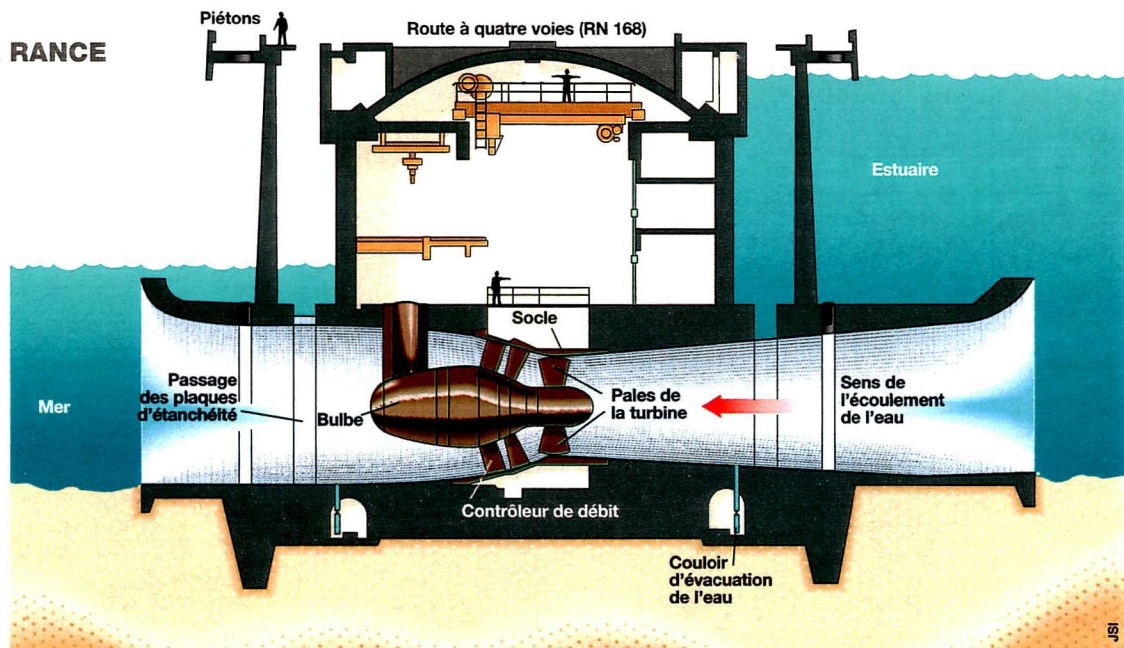 RANCE
Piétons
Route à quatre voies (RN 168)
Estuaire
Socle
Mer
Passage
des plaques
d'étanchéité
Bulbe
Pales de
la turbine
Sens de
l'écoulement
de l'eau
Contrôleur de débit
Couloir
d'évacuation
de l'eau
JSI